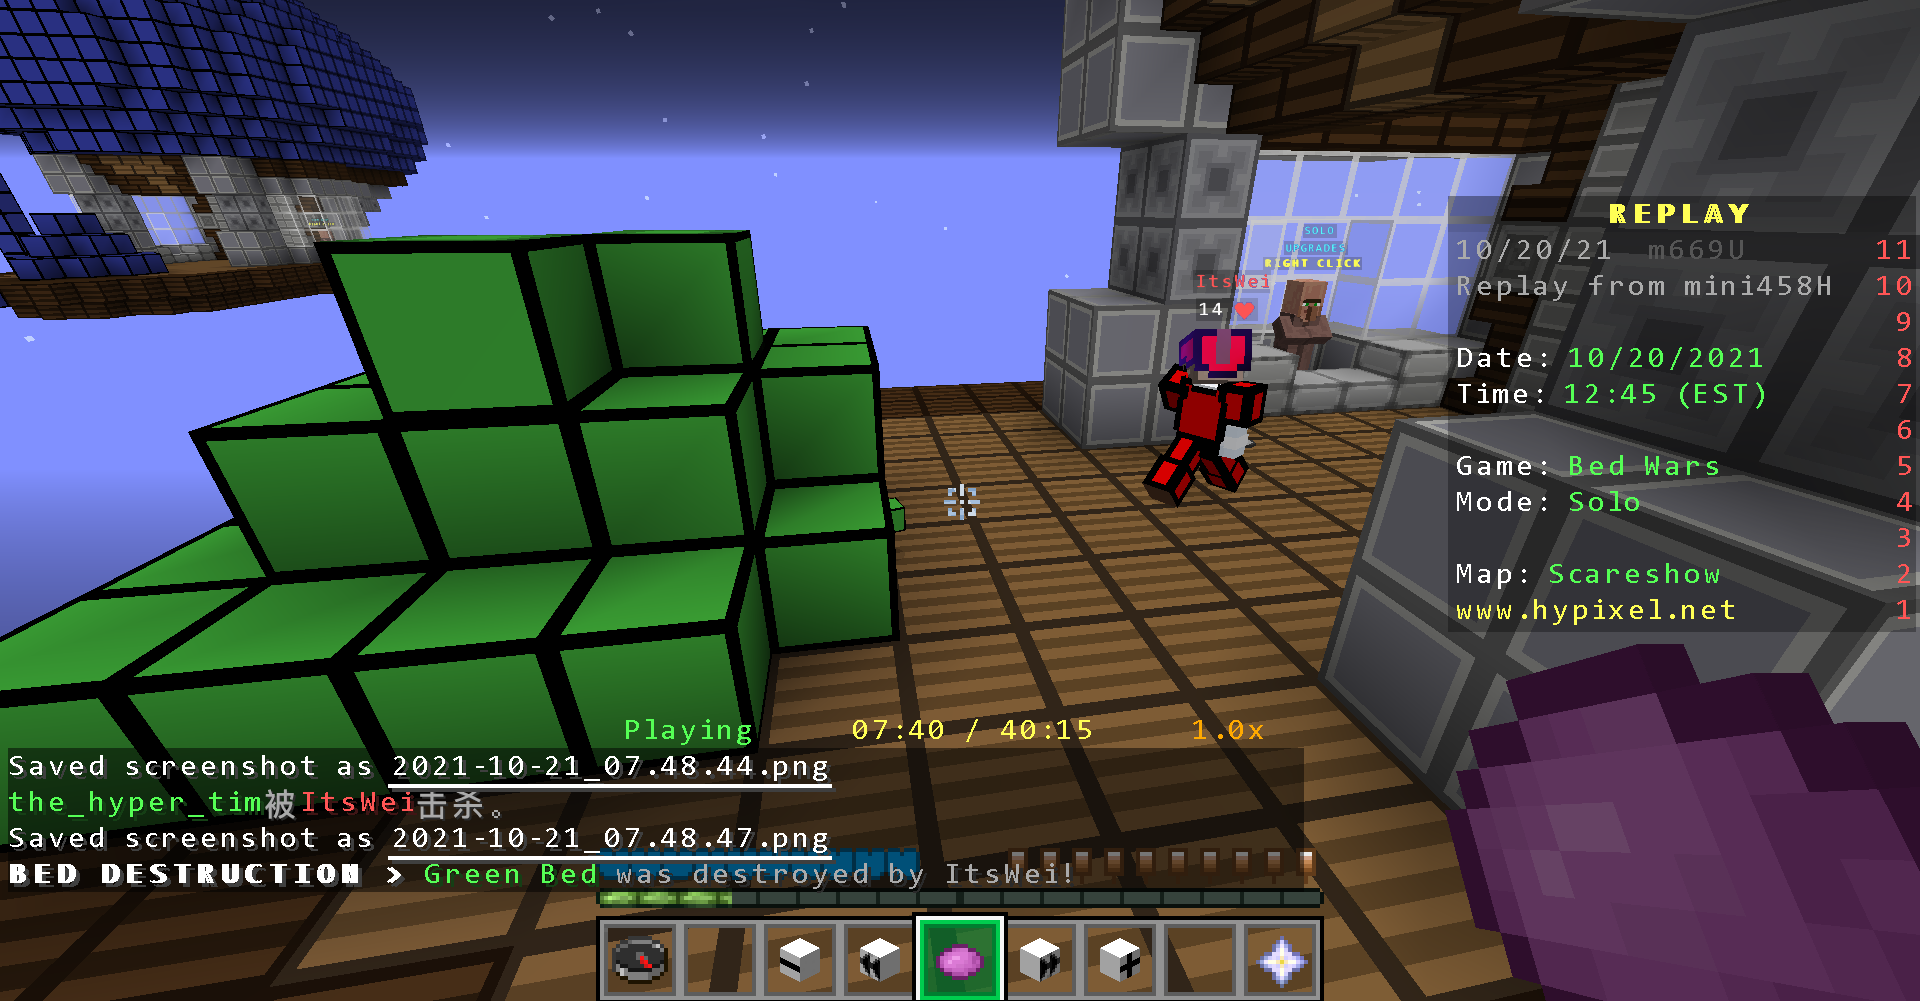 SOLO
UPGRADES
RIGHT CLICK
ItsWei
14 ❤
REPLAY
10/20/21 m669U 11
Replay from mini458H 10
9
Date: 10/20/2021 8
Time: 12:45 (EST) 7
6
Game: Bed Wars 5
Mode: Solo 4
3
Map: Scareshow 2
www.hypixel.net 1
Playing 07:40 / 40:15 1.0x
Saved screenshot as 2021-10-21_07.48.44.png
the_hyper_tim被ItsWei击杀。
Saved screenshot as 2021-10-21_07.48.47.png
BED DESTRUCTION > Green Bed was destroyed by ItsWei!